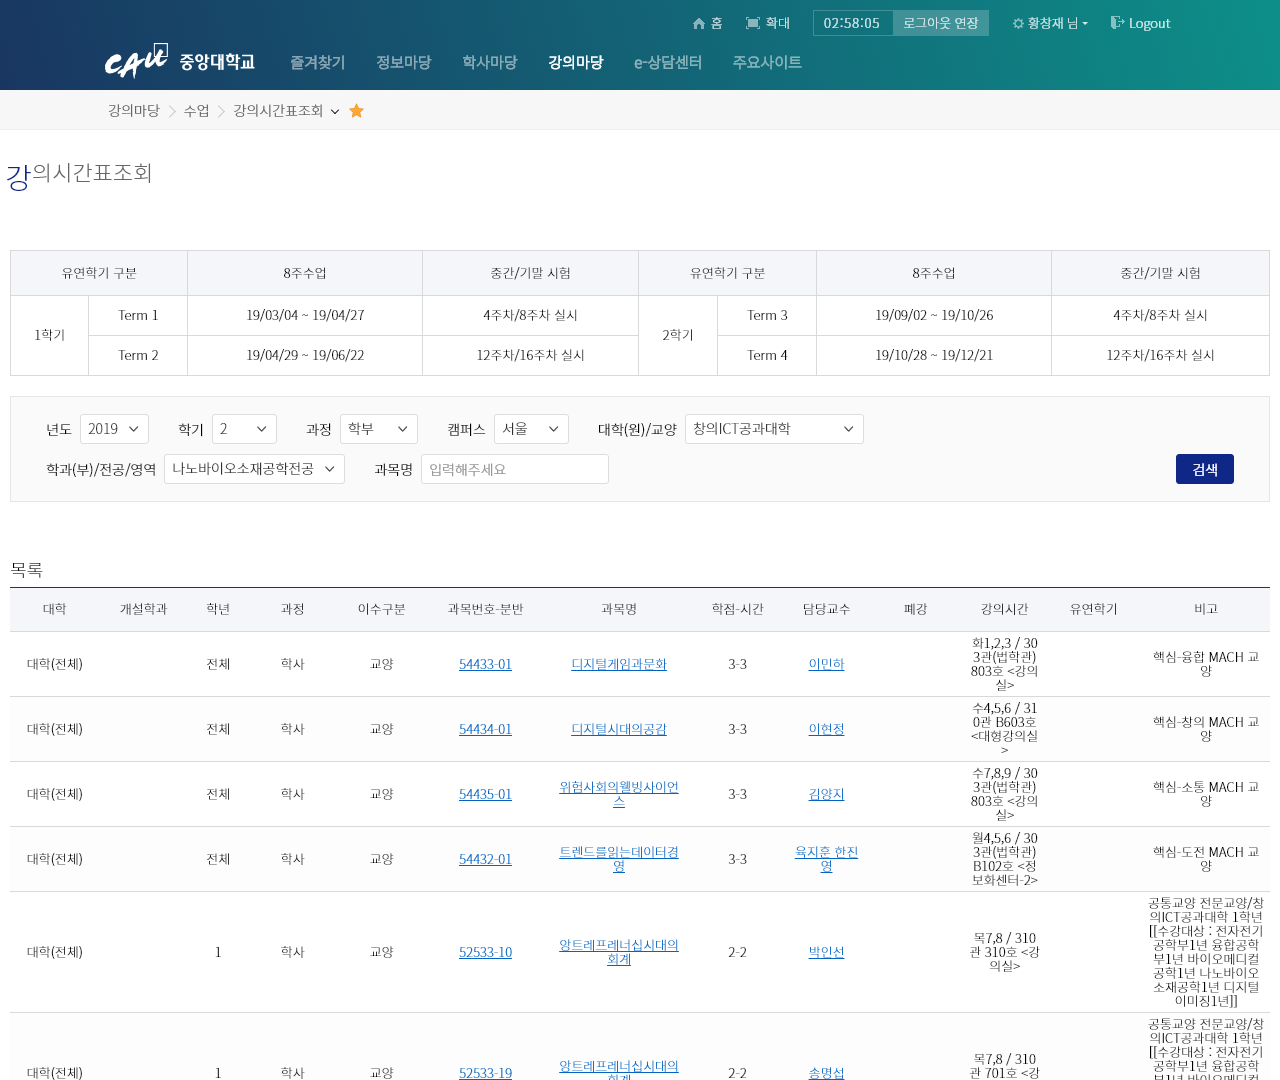 홈 확대 02:58:05 로그아웃 연장 황창재 님 Logout
CAU 중앙대학교 즐겨찾기 정보마당 학사마당 강의마당 e-상담센터 주요사이트
강의마당 수업 강의시간표조회
강의시간표조회
유연학기 구분 8주수업 중간/기말 시험 유연학기 구분 8주수업 중간/기말 시험
1학기 Term 1 19/03/04 ~ 19/04/27 4주차/8주차 실시 2학기 Term 3 19/09/02 ~ 19/10/26 4주차/8주차 실시
Term 2 19/04/29 ~ 19/06/22 12주차/16주차 실시 Term 4 19/10/28 ~ 19/12/21 12주차/16주차 실시
년도 2019 학기 2 과정 학부 캠퍼스 서울 대학(원)/교양 창의ICT공과대학
학과(부)/전공/영역 나노바이오소재공학전공 과목명 입력해주세요 검색
목록
대학 개설학과 학년 과정 이수구분 과목번호-분반 과목명 학점-시간 담당교수 폐강 강의시간 유연학기 비고
대학(전체) 전체 학사 교양 54433-01 디지털게임과문화 3-3 이민하
화1,2,3 / 30
3관(법학관)
803호 <강의
실>
핵심-융합 MACH 교
양
대학(전체) 전체 학사 교양 54434-01 디지털시대의공감 3-3 이현정
수4,5,6 / 31
0관 B603호
<대형강의실
>
핵심-창의 MACH 교
양
대학(전체) 전체 학사 교양 54435-01
위험사회의웰빙사이언
스
3-3 김양지
수7,8,9 / 30
3관(법학관)
803호 <강의
실>
핵심-소통 MACH 교
양
대학(전체) 전체 학사 교양 54432-01
트렌드를읽는데이터경
영
3-3
육지훈 한진
영
월4,5,6 / 30
3관(법학관)
B102호 <정
보화센터-2>
핵심-도전 MACH 교
양
대학(전체) 1 학사 교양 52533-10
앙트레프레너십시대의
회계
2-2 박인선
목7,8 / 310
관 310호 <강
의실>
공통교양 전문교양/창
의ICT공과대학 1학년
[[수강대상 : 전자전기
공학부1년 융합공학
부1년 바이오메디컬
공학1년 나노바이오
소재공학1년 디지털
이미징1년]]
대학(전체) 1 학사 교양 52533-19
앙트레프레너십시대의
회계
2-2 송명섭
목7,8 / 310
관 701호 <강
공통교양 전문교양/창
의ICT공과대학 1학년
[[수강대상 : 전자전기
공학부1년 융합공학
부1년 바이오메디컬